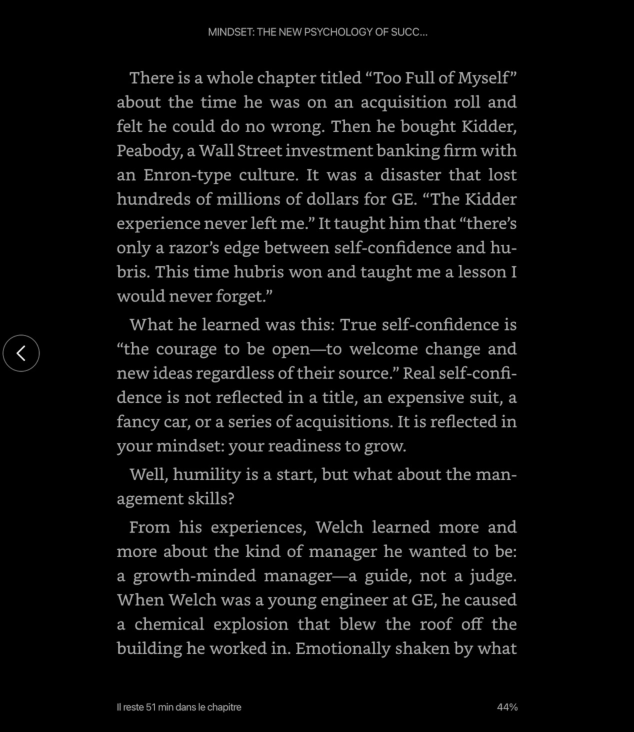 MINDSET: THE NEW PSYCHOLOGY OF SUCC...
There is a whole chapter titled “Too Full of Myself”
about the time he was on an acquisition roll and
felt he could do no wrong. Then he bought Kidder,
Peabody, a Wall Street investment banking firm with
an Enron-type culture. It was a disaster that lost
hundreds of millions of dollars for GE. “The Kidder
experience never left me.” It taught him that “there’s
only a razor’s edge between self-confidence and hu-
bris. This time hubris won and taught me a lesson I
would never forget.”
What he learned was this: True self-confidence is
“the courage to be open—to welcome change and
new ideas regardless of their source.” Real self-confi-
dence is not reflected in a title, an expensive suit, a
fancy car, or a series of acquisitions. It is reflected in
your mindset: your readiness to grow.
Well, humility is a start, but what about the man-
agement skills?
From his experiences, Welch learned more and
more about the kind of manager he wanted to be:
a growth-minded manager—a guide, not a judge.
When Welch was a young engineer at GE, he caused
a chemical explosion that blew the roof off the
building he worked in. Emotionally shaken by what
Il reste 51 min dans le chapitre
44%